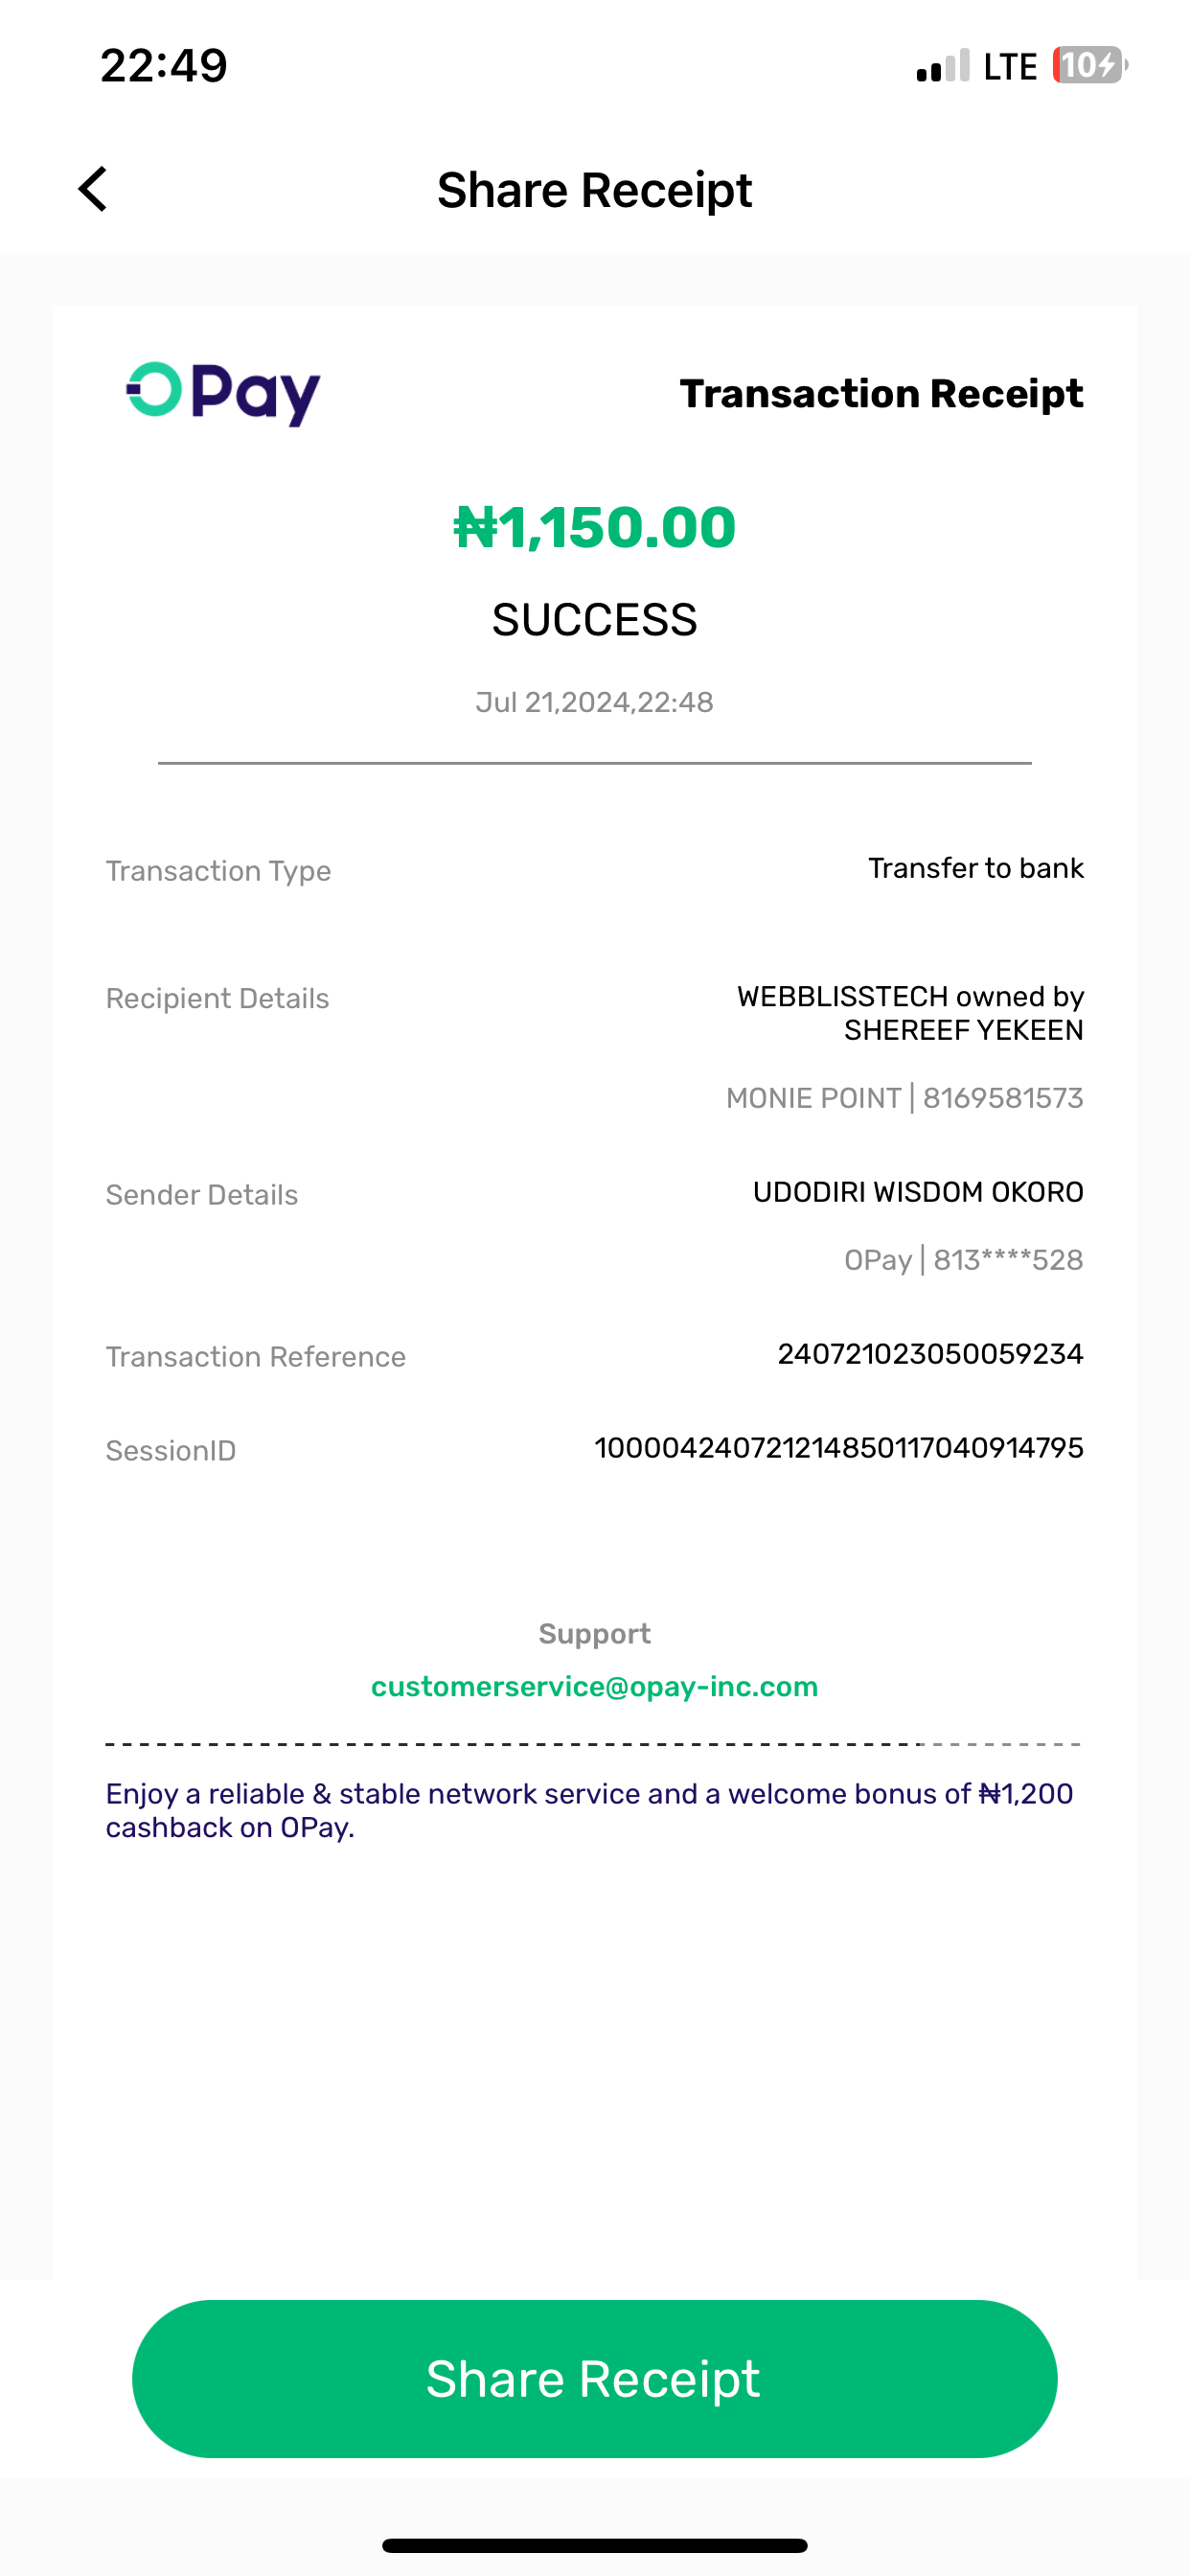 22:49 LTE 10
Share Receipt
OPay Transaction Receipt
₦1,150.00
SUCCESS
Jul 21,2024,22:48
Transaction Type Transfer to bank
Recipient Details WEBBLISSTECH owned by
SHEREEF YEKEEN
MONIE POINT | 8169581573
Sender Details UDODIRI WISDOM OKORO
OPay | 813****528
Transaction Reference 240721023050059234
SessionID 100004240721214850117040914795
Support
customerservice@opay-inc.com
Enjoy a reliable & stable network service and a welcome bonus of ₦1,200
cashback on OPay.
Share Receipt